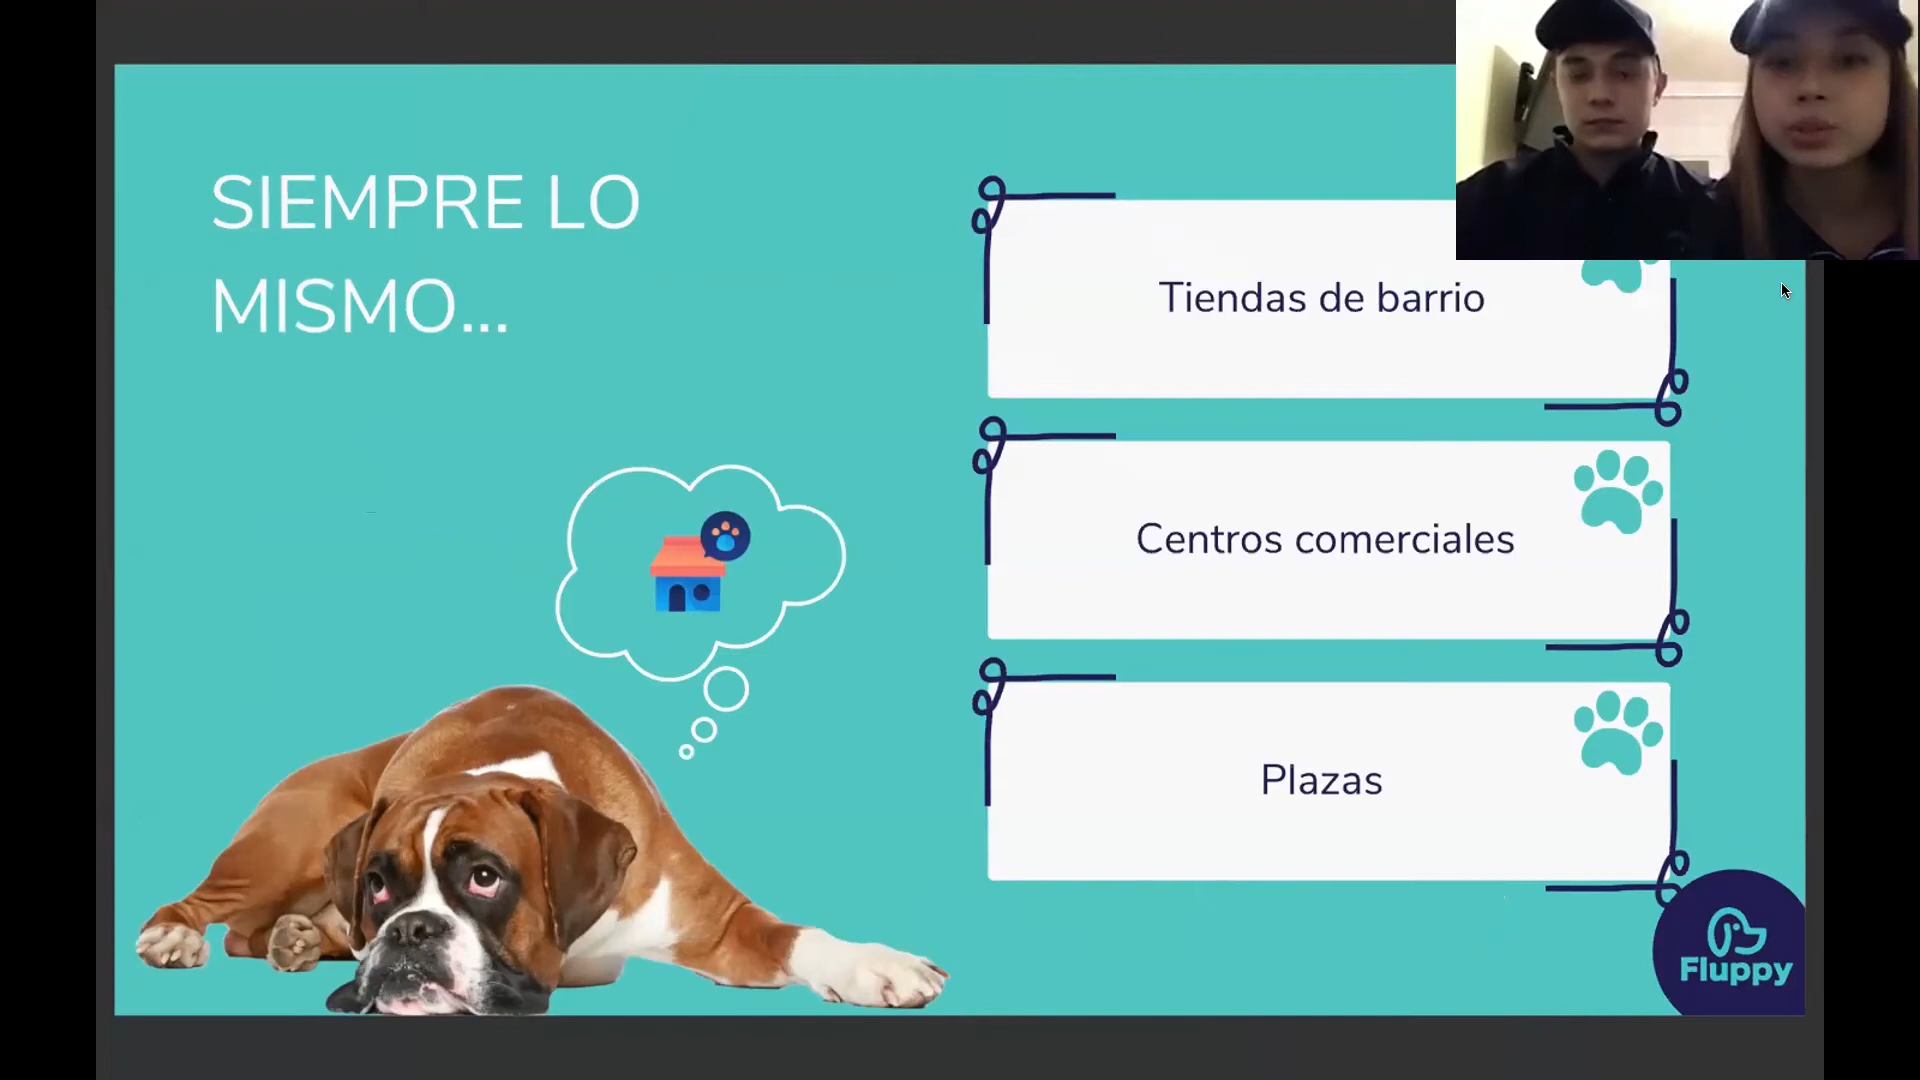 SIEMPRE LO
MISMO...
Tiendas de barrio
Centros comerciales
Plazas
Fluppy